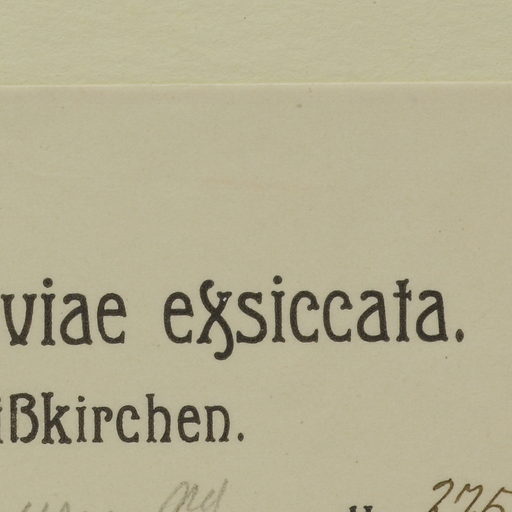 viae exsiccata.
ißkirchen.
275